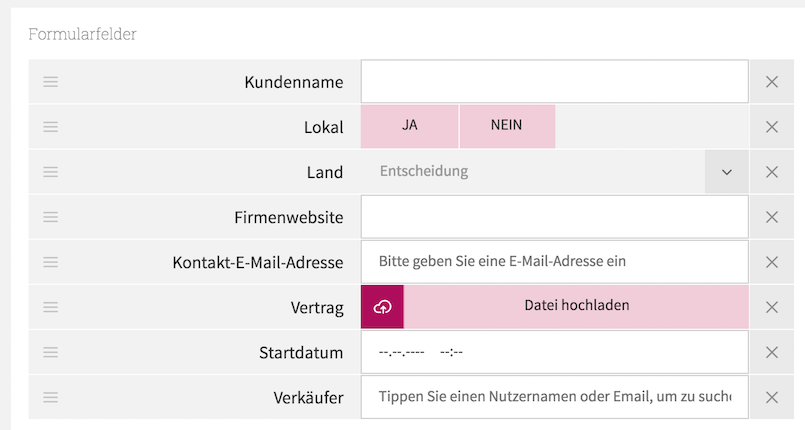 Formularfelder
Kundenname
Lokal JA NEIN
Land Entscheidung
Firmenwebsite
Kontakt-E-Mail-Adresse Bitte geben Sie eine E-Mail-Adresse ein
Vertrag Datei hochladen
Startdatum --.--.---- --:--
Verkäufer Tippen Sie einen Nutzernamen oder Email, um zu suche